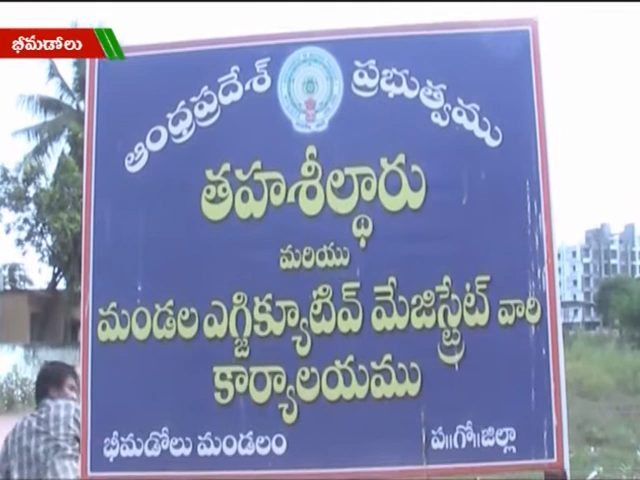 భీమడోలు
ఆంధ్రప్రదేశ్ ప్రభుత్వము
తహశీల్ధారు
మరియు
మండల ఎగ్జిక్యూటివ్ మేజిస్ట్రేట్ వారి
కార్యాలయము
భీమడోలు మండలం ప॥గో॥జిల్లా